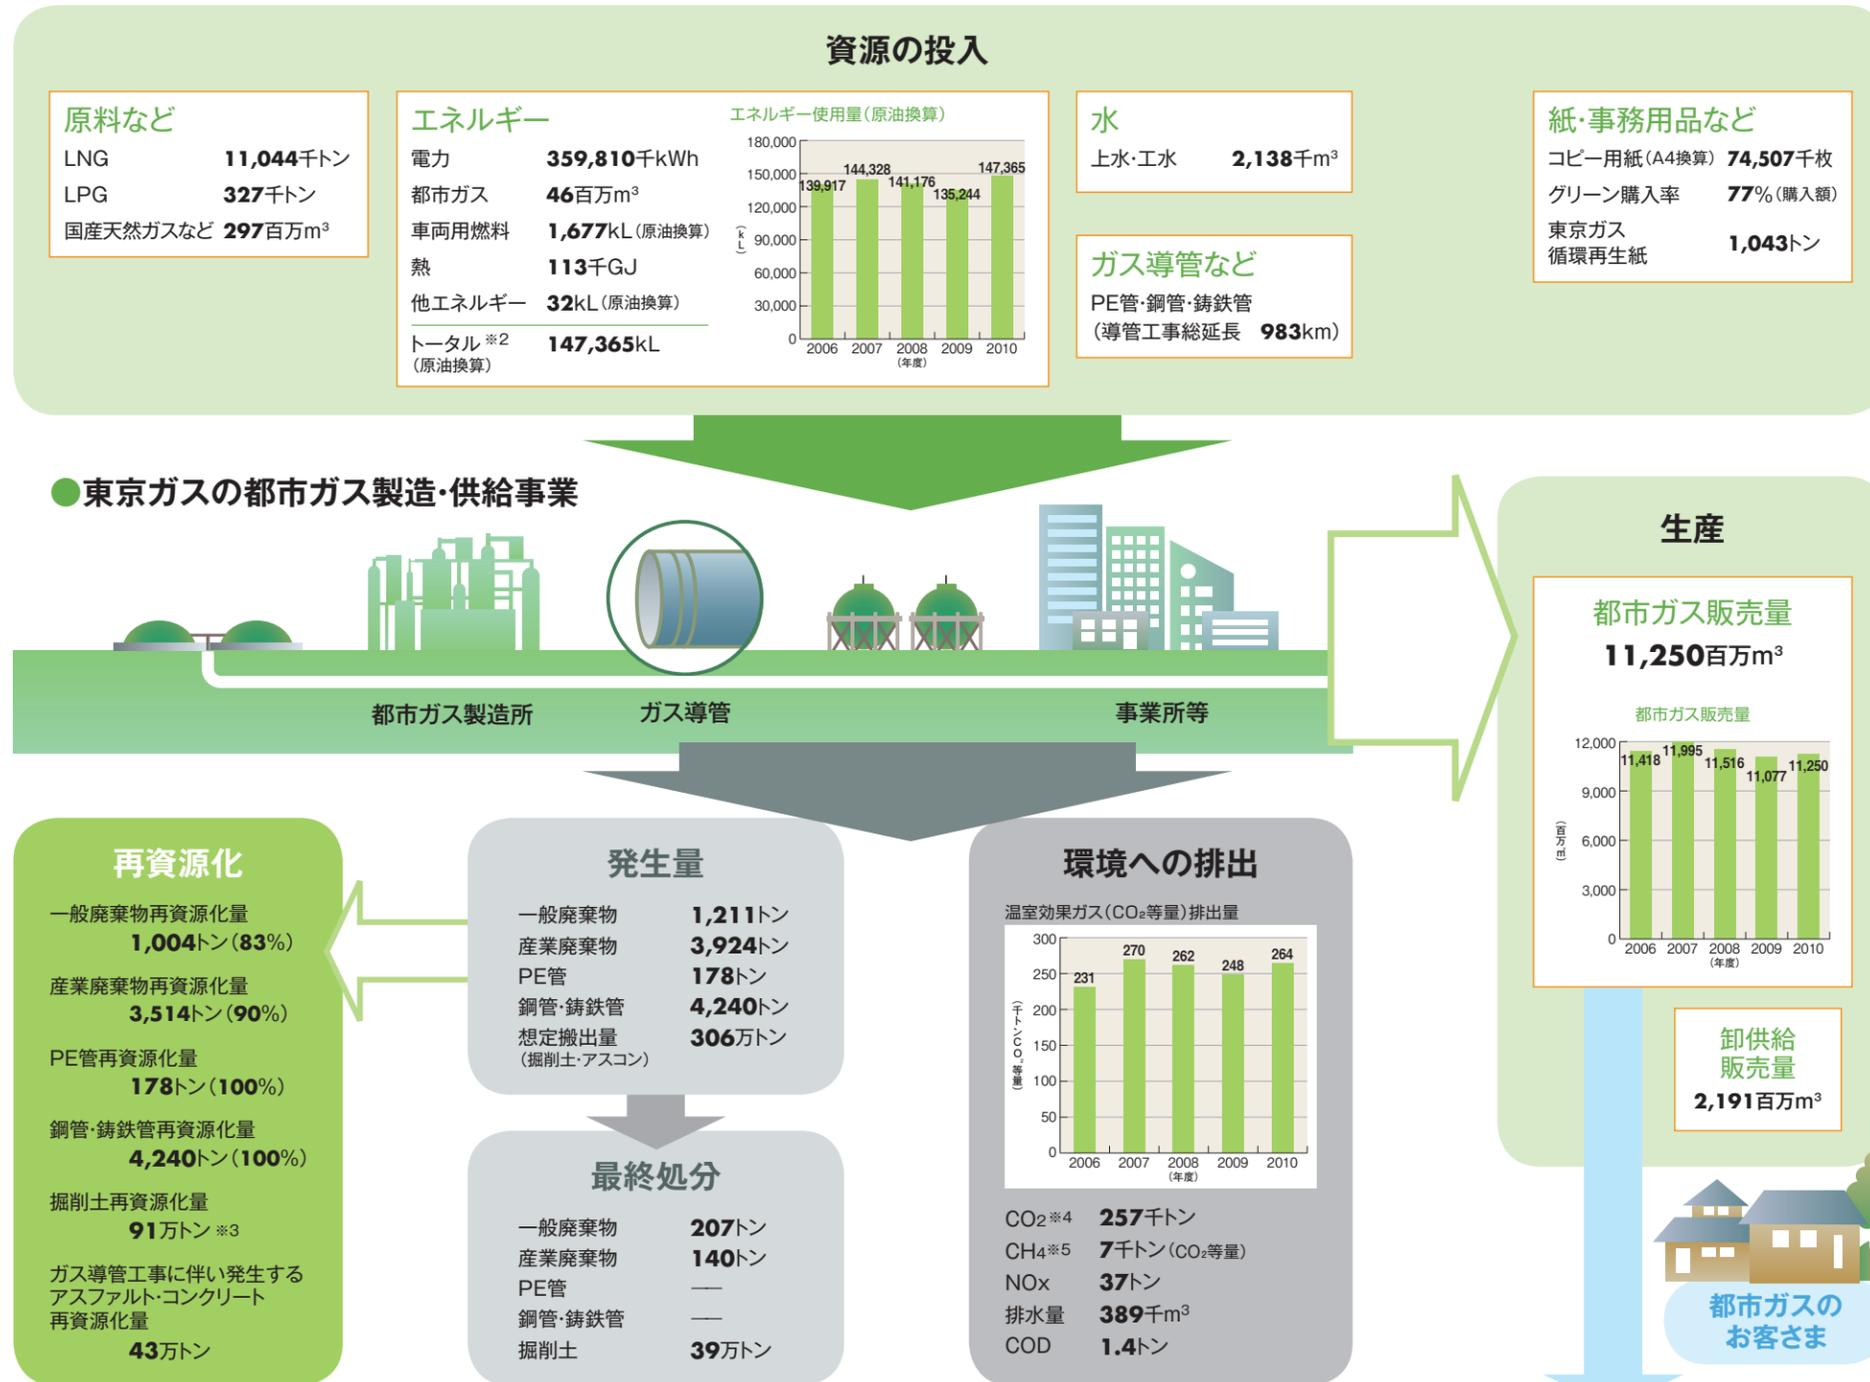 資源の投入
原料など
LNG 11,044千トン
LPG 327千トン
国産天然ガスなど 297百万m³
エネルギー
電力 359,810千kWh
都市ガス 46百万m³
車両用燃料 1,677kL(原油換算)
熱 113千GJ
他エネルギー 32kL(原油換算)
トータル※2 147,365kL
(原油換算)
エネルギー使用量(原油換算)
180,000
150,000
120,000
90,000
60,000
30,000
0
(kL)
139,917 144,328 141,176 135,244 147,365
2006 2007 2008 2009 2010
(年度)
水
上水・工水 2,138千m³
ガス導管など
PE管・鋼管・鋳鉄管
(導管工事総延長 983km)
紙・事務用品など
コピー用紙(A4換算) 74,507千枚
グリーン購入率 77%(購入額)
東京ガス
循環再生紙 1,043トン
●東京ガスの都市ガス製造・供給事業
都市ガス製造所 ガス導管 事業所等
生産
都市ガス販売量
11,250百万m³
都市ガス販売量
12,000
9,000
6,000
3,000
0
(百万㎥)
11,418 11,995 11,516 11,077 11,250
2006 2007 2008 2009 2010
(年度)
卸供給
販売量
2,191百万m³
都市ガスの
お客さま
再資源化
一般廃棄物再資源化量
1,004トン(83%)
産業廃棄物再資源化量
3,514トン(90%)
PE管再資源化量
178トン(100%)
鋼管・鋳鉄管再資源化量
4,240トン(100%)
掘削土再資源化量
91万トン※3
ガス導管工事に伴い発生する
アスファルト・コンクリート
再資源化量
43万トン
発生量
一般廃棄物 1,211トン
産業廃棄物 3,924トン
PE管 178トン
鋼管・鋳鉄管 4,240トン
想定搬出量 306万トン
(掘削土・アスコン)
最終処分
一般廃棄物 207トン
産業廃棄物 140トン
PE管 ―
鋼管・鋳鉄管 ―
掘削土 39万トン
環境への排出
温室効果ガス(CO₂等量)排出量
300
250
200
150
100
50
0
(千トン-CO₂等量)
231 270 262 248 264
2006 2007 2008 2009 2010
(年度)
CO₂※4 257千トン
CH₄※5 7千トン(CO₂等量)
NOx 37トン
排水量 389千m³
COD 1.4トン